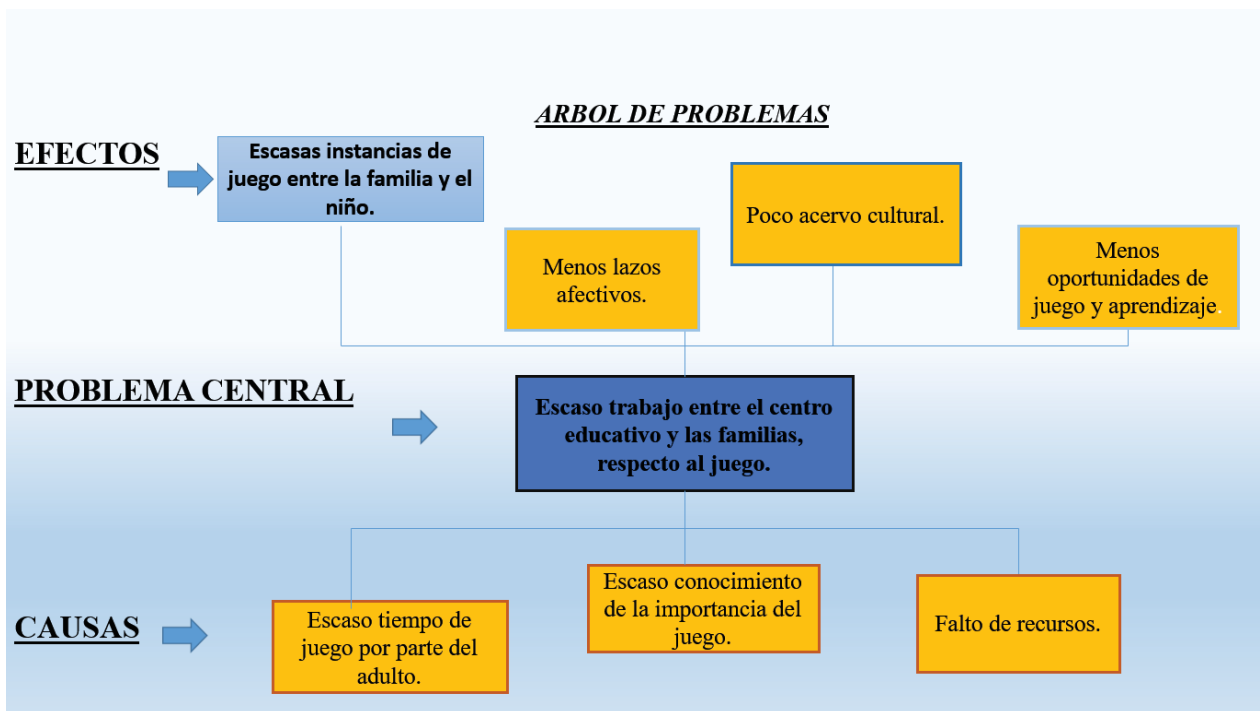 ARBOL DE PROBLEMAS
EFECTOS
Escasas instancias de
juego entre la familia y el
niño.
Menos lazos
afectivos.
Poco acervo cultural.
Menos
oportunidades de
juego y aprendizaje.
PROBLEMA CENTRAL
Escaso trabajo entre el centro
educativo y las familias,
respecto al juego.
CAUSAS
Escaso tiempo de
juego por parte del
adulto.
Escaso conocimiento
de la importancia del
juego.
Falto de recursos.